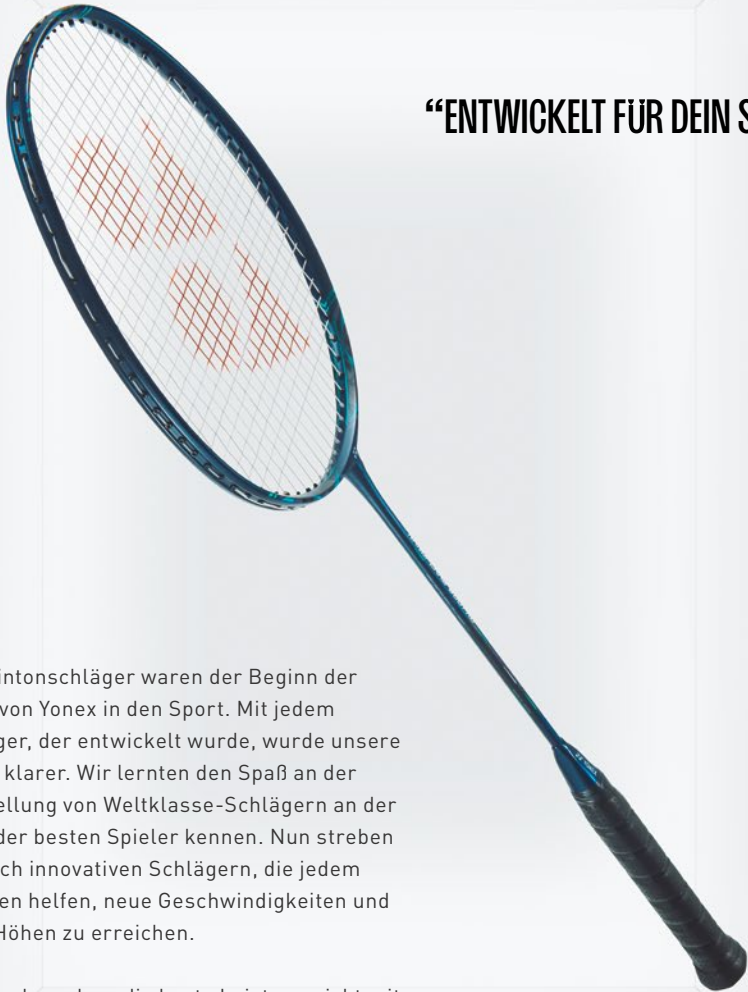 “ENTWICKELT FÜR DEIN
intonschläger waren der Beginn der
von Yonex in den Sport. Mit jedem
ger, der entwickelt wurde, wurde unsere
klarer. Wir lernten den Spaß an der
ellung von Weltklasse-Schlägern an der
der besten Spieler kennen. Nun streben
ch innovativen Schlägern, die jedem
en helfen, neue Geschwindigkeiten und
Höhen zu erreichen.